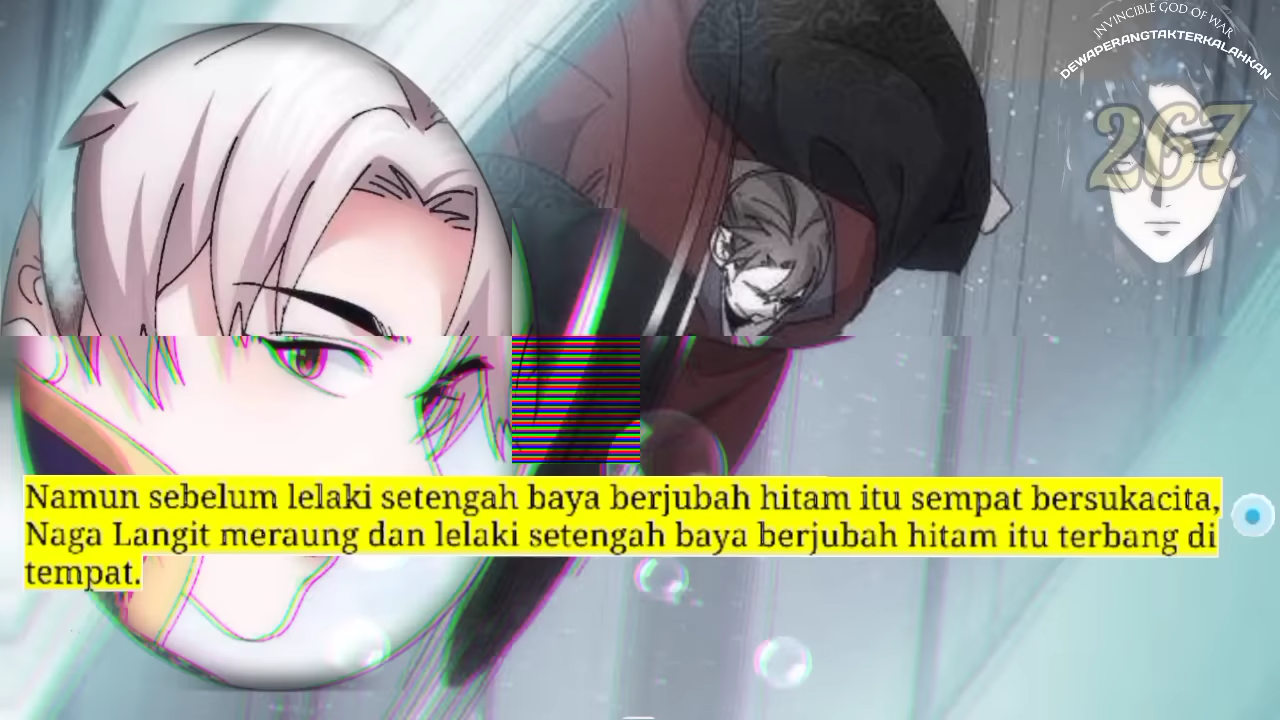 INVINCIBLE GOD OF WAR
DEWAPERANGTAKTERKALAHKAN
267
Namun sebelum lelaki setengah baya berjubah hitam itu sempat bersukacita,
Naga Langit meraung dan lelaki setengah baya berjubah hitam itu terbang di
tempat.